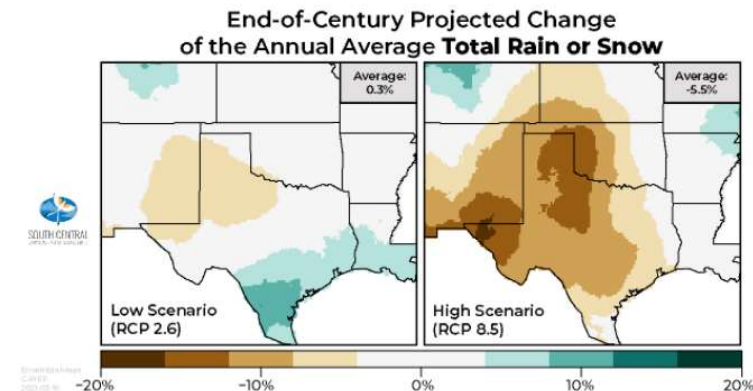 End-of-Century Projected Change
of the Annual Average Total Rain or Snow
Average:
0.3%
Average:
-5.5%
SOUTH CENTRAL
Low Scenario
(RCP 2.6)
High Scenario
(RCP 8.5)
−20% −10% 0% 10% 20%